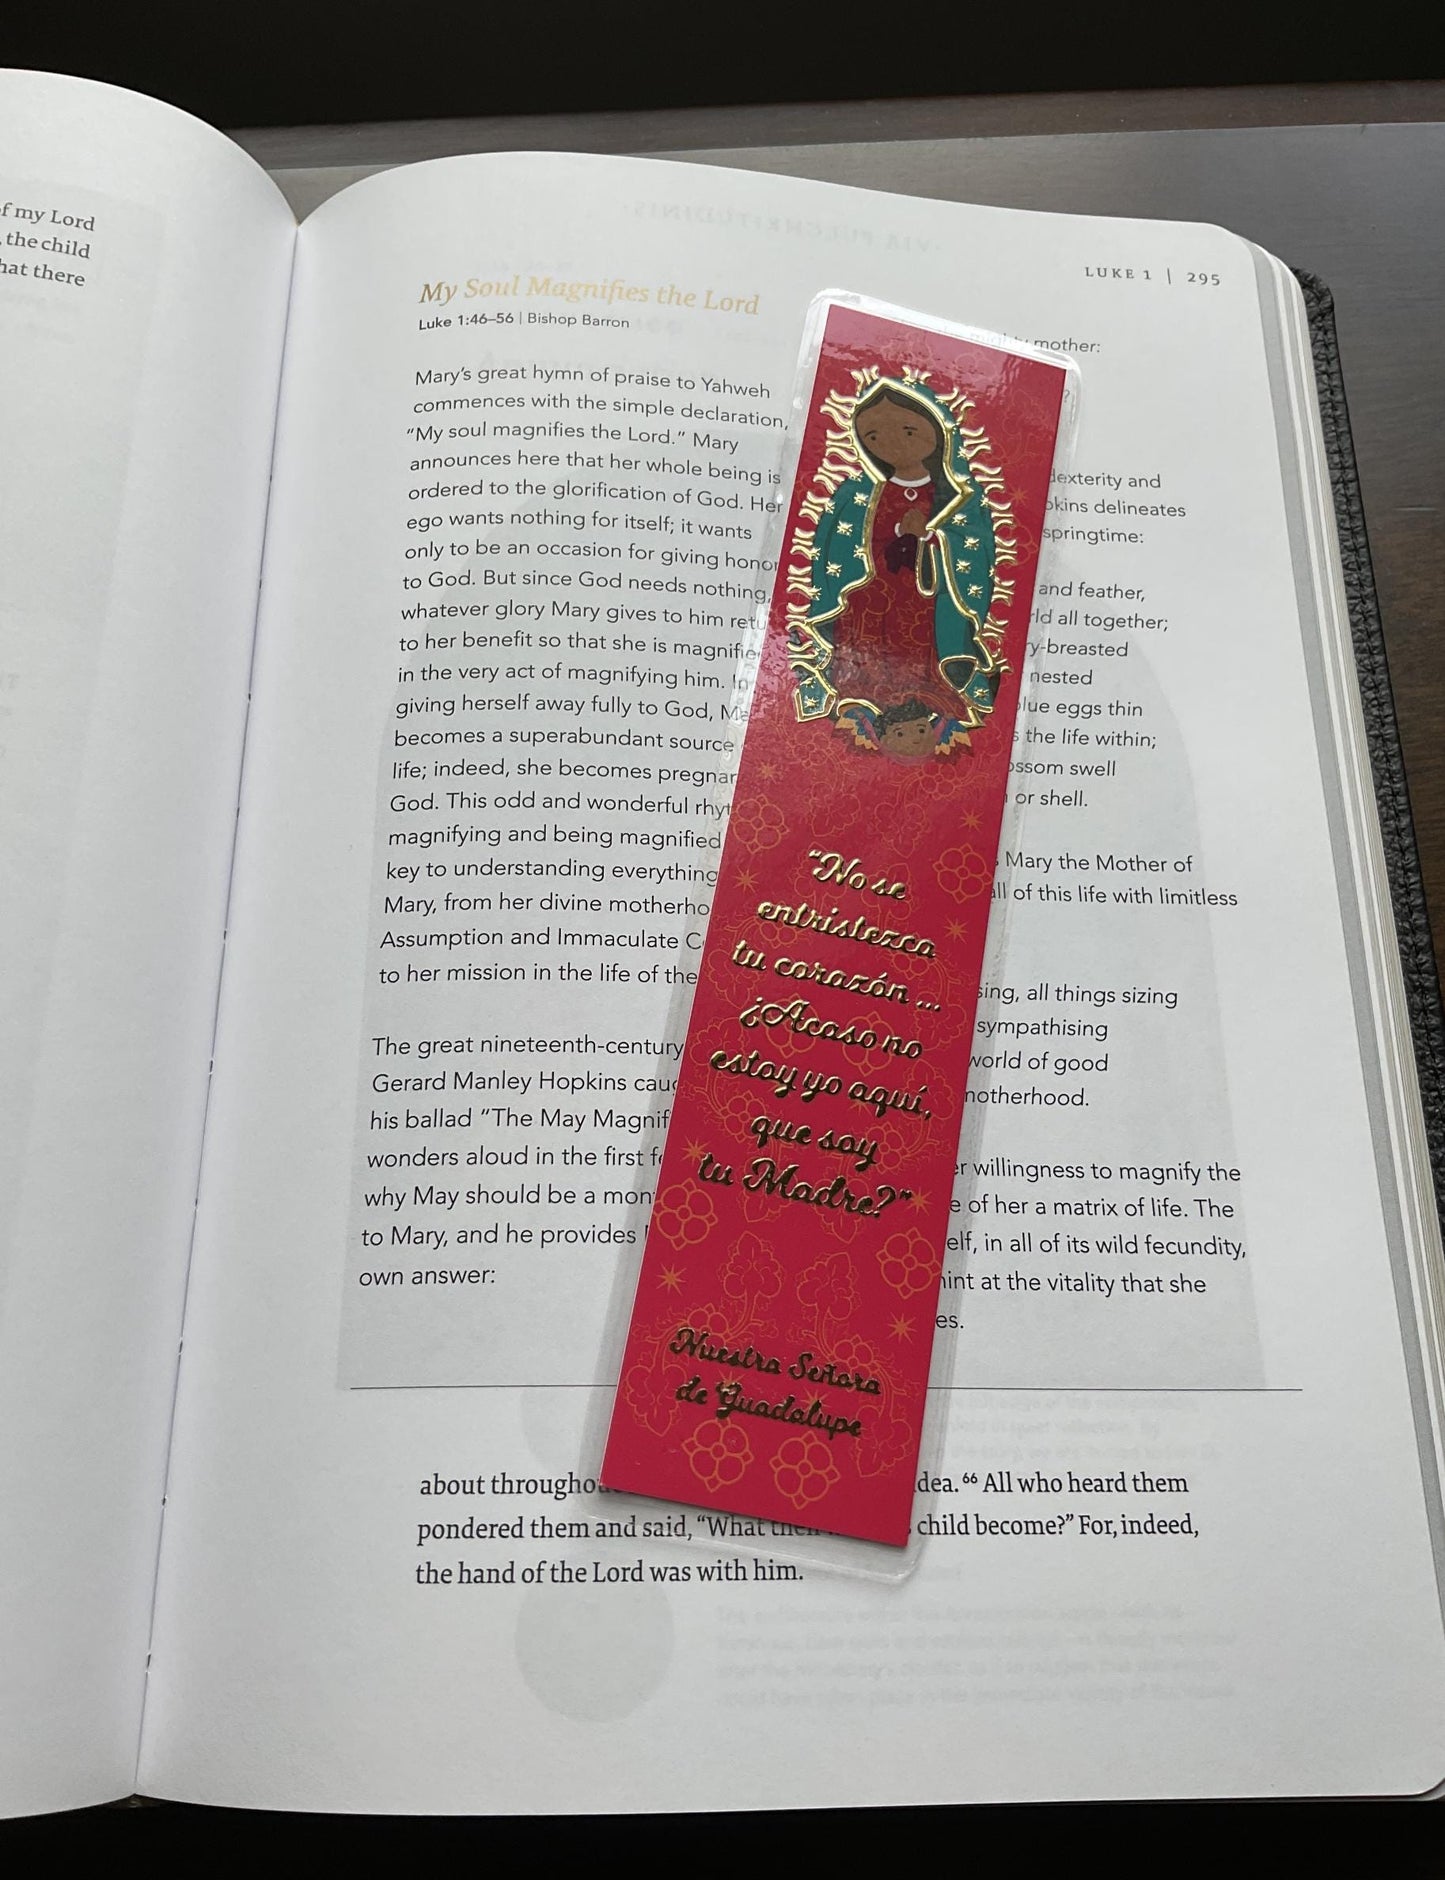 f my Lord
the child
hat there
LUKE 1 | 295
My Soul Magnifies the Lord
Luke 1:46–56 | Bishop Barron
Mary's great hymn of praise to Yahweh
commences with the simple declaration,
“My soul magnifies the Lord.” Mary
announces here that her whole being is
ordered to the glorification of God. Her
ego wants nothing for itself; it wants
only to be an occasion for giving honor
to God. But since God needs nothing,
whatever glory Mary gives to him
to her benefit so that she is
in the very act of magnifying him. In
giving herself away fully to God,
becomes a superabundant source
life; indeed, she becomes
God. This odd and wonderful
magnifying and being magnified
key to understanding everything
Mary, from her divine
Assumption and Immaculate
to her mission in the life of the
The great nineteenth-century
Gerard Manley Hopkins
his ballad “The May
wonders aloud in the first
why May should be a
to Mary, and he provides
own answer:
mother:
dexterity and
delineates
springtime:
and feather,
all together;
nested
eggs thin
the life within;
swell
or shell.
Mary the Mother of
all of this life with limitless
all things sizing
sympathising
world of good
motherhood.
willingness to magnify the
of her a matrix of life. The
in all of its wild fecundity,
hint at the vitality that she
“No se
entristezca
tu corazón ...
¿Acaso no
estoy yo aquí,
que soy
tu Madre?”
Nuestra Señora
de Guadalupe
about
66 All who heard them
pondered them and said, “What then child become?” For, indeed,
the hand of the Lord was with him.